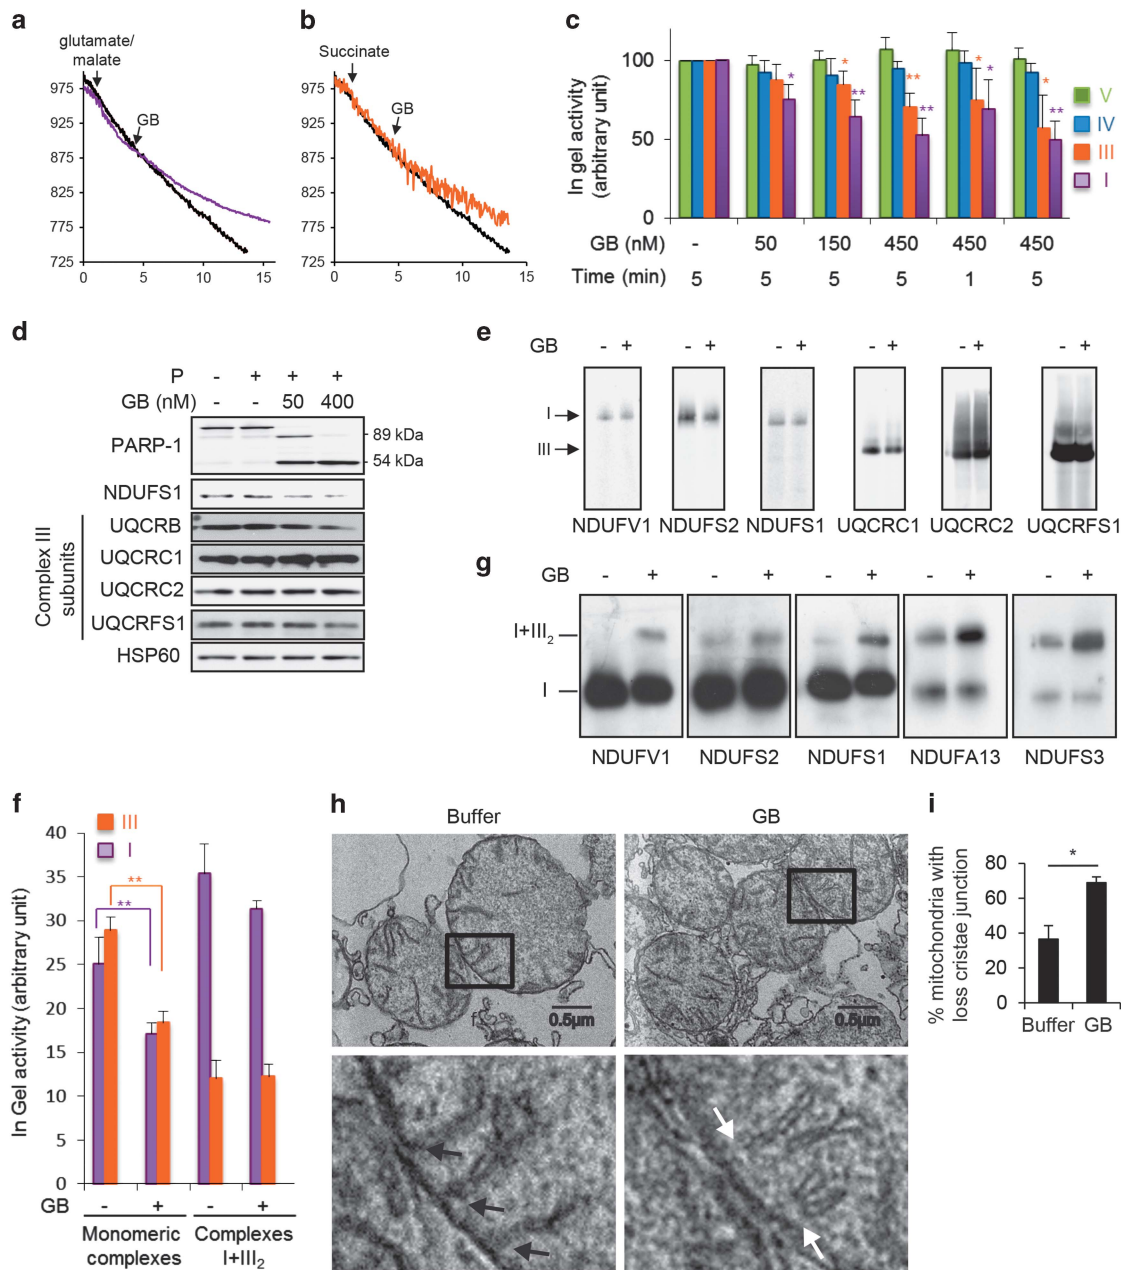 a
glutamate/
malate
GB
975
925
875
825
775
725
0 5 10 15
b
Succinate
GB
975
925
875
825
775
725
0 5 10 15
c
In gel activity
(arbitrary unit)
100
50
0
* ** * ** ** ** * * * **
V
IV
III
I
GB (nM) - 50 150 450 450 450
Time (min) 5 5 5 5 1 5
d
P - + + +
GB (nM) - - 50 400
PARP-1
89 kDa
54 kDa
NDUFS1
Complex III
subunits
UQCRB
UQCRC1
UQCRC2
UQCRFS1
HSP60
e
GB - + - + - + - + - + - +
I
III
NDUFV1 NDUFS2 NDUFS1 UQCRC1 UQCRC2 UQCRFS1
g
GB - + - + - + - + - +
I+III2
I
NDUFV1 NDUFS2 NDUFS1 NDUFA13 NDUFS3
f
In Gel activity (arbitrary unit)
40
35
30
25
20
15
10
5
0
III
I
**
**
GB - + - +
Monomeric
complexes
Complexes
I+III2
h
Buffer GB
0.5µm 0.5µm
i
% mitochondria with
loss cristae junction
80
60
40
20
0
*
Buffer GB